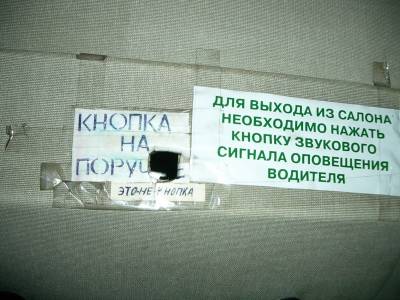 КНОПКА
НА
ПОРУЧ
ЭТО-НЕ-КНОПКА
ДЛЯ ВЫХОДА ИЗ САЛОНА
НЕОБХОДИМО НАЖАТЬ
КНОПКУ ЗВУКОВОГО
СИГНАЛА ОПОВЕЩЕНИЯ
ВОДИТЕЛЯ